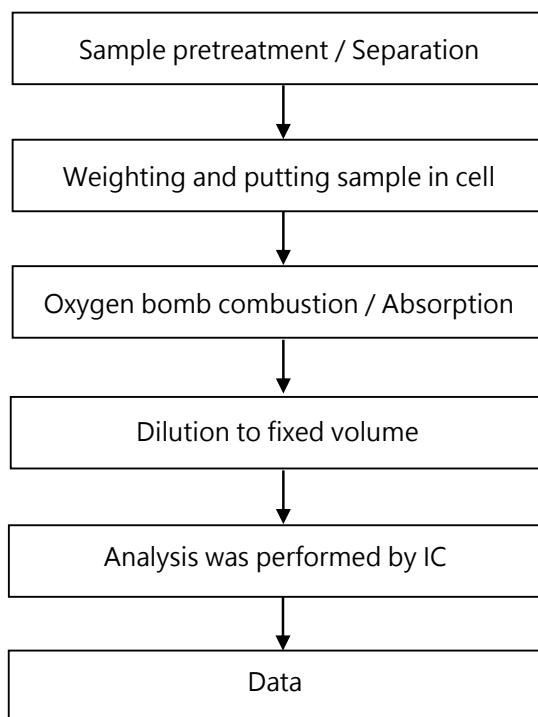 Sample pretreatment / Separation
Weighting and putting sample in cell
Oxygen bomb combustion / Absorption
Dilution to fixed volume
Analysis was performed by IC
Data